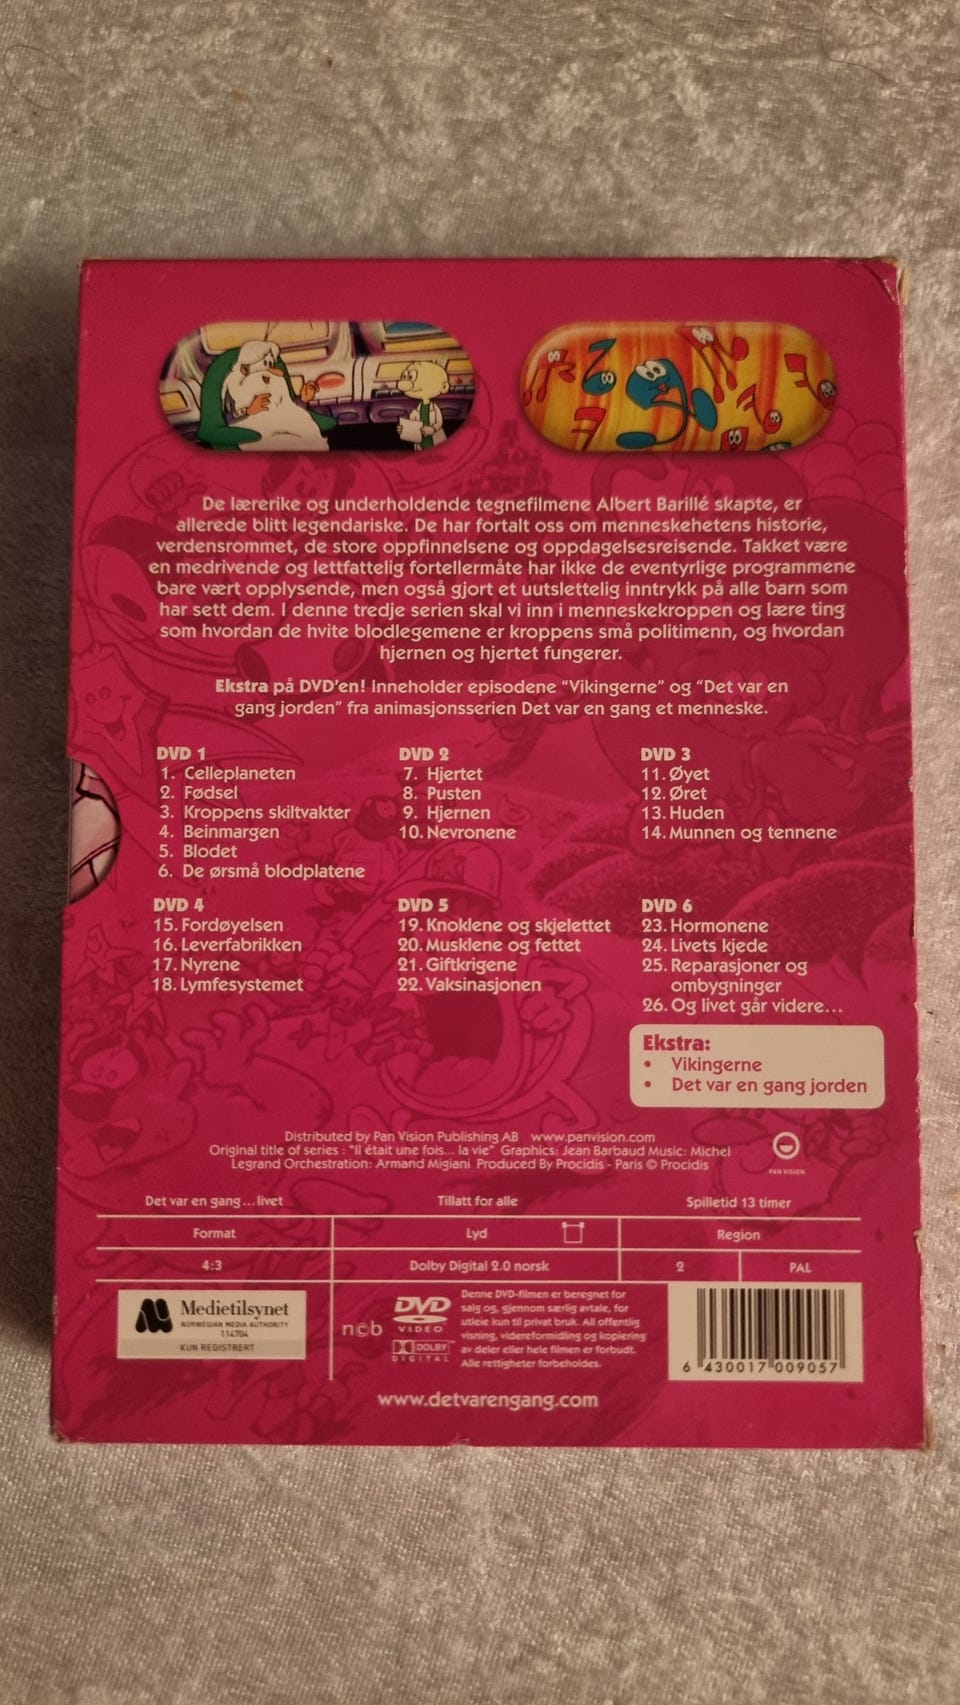 De lærerike og underholdende tegnefilmene Albert Barillé skapte, er
allerede blitt legendariske. De har fortalt oss om menneskehetens historie,
verdensrommet, de store oppfinnelsene og oppdagelsesreisende. Takket være
en medrivende og lettfattelig fortellermåte har ikke de eventyrlige programmene
bare vært opplysende, men også gjort et uutslettelig inntrykk på alle barn som
har sett dem. I denne tredje serien skal vi inn i menneskekroppen og lære ting
som hvordan de hvite blodlegemene er kroppens små politimenn, og hvordan
hjernen og hjertet fungerer.
Ekstra på DVD'en! Inneholder episodene "Vikingerne" og "Det var en
gang jorden" fra animasjonsserien Det var en gang et menneske.
DVD 1
1. Celleplaneten
2. Fødsel
3. Kroppens skiltvakter
4. Beinmargen
5. Blodet
6. De ørsmå blodplatene
DVD 2
7. Hjertet
8. Pusten
9. Hjernen
10. Nevronene
DVD 3
11. Øyet
12. Øret
13. Huden
14. Munnen og tennene
DVD 4
15. Fordøyelsen
16. Leverfabrikken
17. Nyrene
18. Lymfesystemet
DVD 5
19. Knoklene og skjelettet
20. Musklene og fettet
21. Giftkrigene
22. Vaksinasjonen
DVD 6
23. Hormonene
24. Livets kjede
25. Reparasjoner og
ombygninger
26. Og livet går videre...
Ekstra:
• Vikingerne
• Det var en gang jorden
Distributed by Pan Vision Publishing AB www.panvision.com
Original title of series : "Il était une fois... la vie" Graphics: Jean Barbaud Music: Michel
Legrand Orchestration: Armand Migiani Produced By Procidis - Paris © Procidis
PAN VISION
Det var en gang...livet Tillatt for alle Spilletid 13 timer
Format Lyd Region
4:3 Dolby Digital 2.0 norsk 2 PAL
Medietilsynet
NORWEGIAN MEDIA AUTHORITY
114704
KUN REGISTRERT
ncb
DVD
VIDEO
DOLBY
DIGITAL
Denne DVD-filmen er beregnet for
salg og, gjennom særlig avtale, for
utleie kun til privat bruk. All offentlig
visning, videreformidling og kopiering
av deler eller hele filmen er forbudt.
Alle rettigheter forbeholdes.
6 430017 009057
www.detvarengang.com